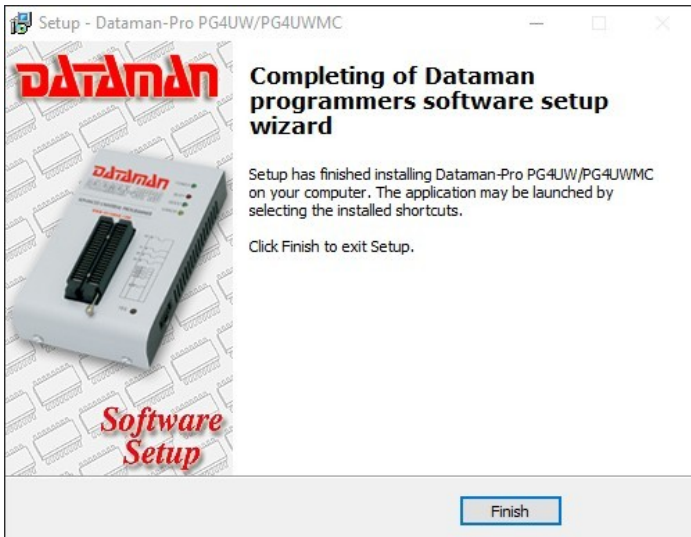 Setup - Dataman-Pro PG4UW/PG4UWMC
DATAMAN
Completing of Dataman
programmers software setup
wizard
Setup has finished installing Dataman-Pro PG4UW/PG4UWMC
on your computer. The application may be launched by
selecting the installed shortcuts.
Click Finish to exit Setup.
DATAMAN
Software
Setup
Finish